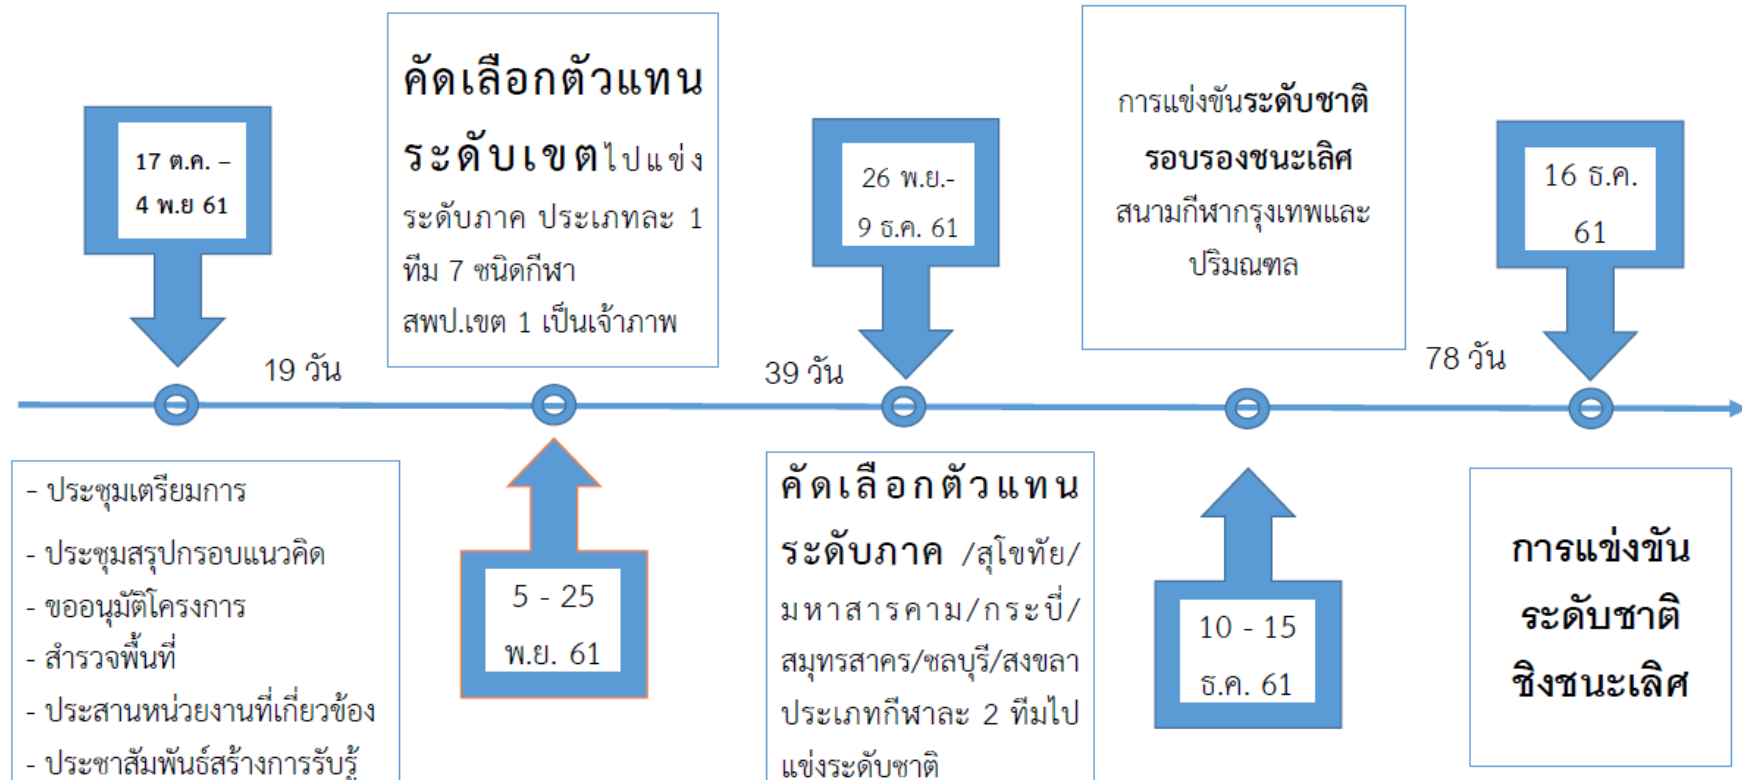 17 ต.ค. –
4 พ.ย 61
คัดเลือกตัวแทน
ระดับเขตไปแข่ง
ระดับภาค ประเภทละ 1
ทีม 7 ชนิดกีฬา
สพป.เขต 1 เป็นเจ้าภาพ
26 พ.ย.-
9 ธ.ค. 61
การแข่งขันระดับชาติ
รอบรองชนะเลิศ
สนามกีฬากรุงเทพและ
ปริมณฑล
16 ธ.ค.
61
19 วัน
39 วัน
78 วัน
- ประชุมเตรียมการ
- ประชุมสรุปกรอบแนวคิด
- ขออนุมัติโครงการ
- สำรวจพื้นที่
- ประสานหน่วยงานที่เกี่ยวข้อง
- ประชาสัมพันธ์สร้างการรับรู้
5 - 25
พ.ย. 61
คัดเลือกตัวแทน
ระดับภาค /สุโขทัย/
มหาสารคาม/กระบี่/
สมุทรสาคร/ชลบุรี/สงขลา
ประเภทกีฬาละ 2 ทีมไป
แข่งระดับชาติ
10 - 15
ธ.ค. 61
การแข่งขัน
ระดับชาติ
ชิงชนะเลิศ